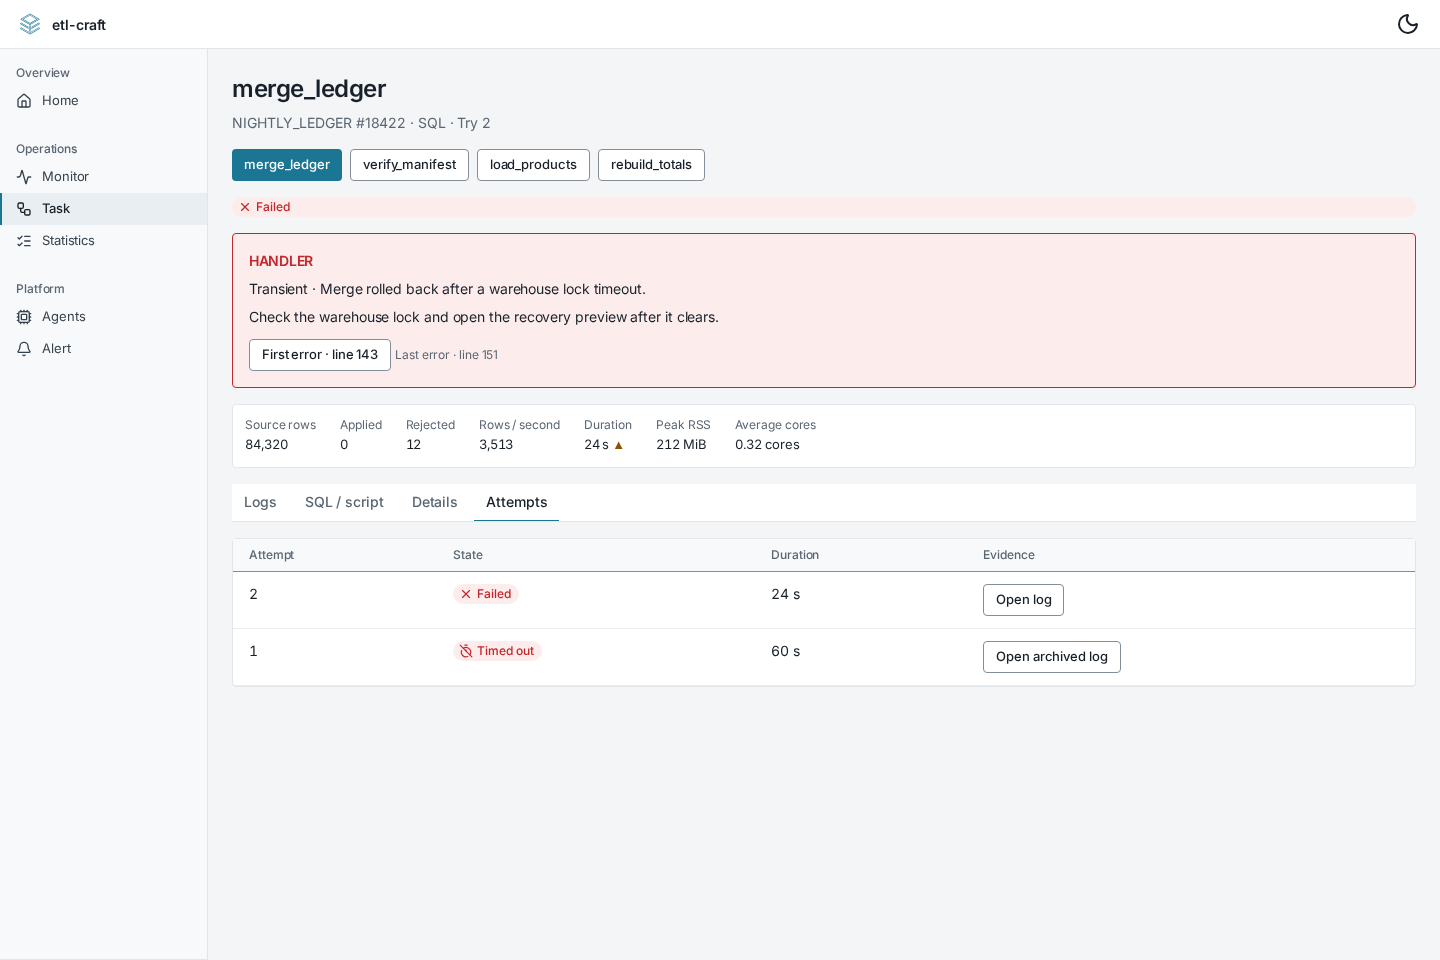 etl-craft
Overview
Home
Operations
Monitor
Task
Statistics
Platform
Agents
Alert
merge_ledger
NIGHTLY_LEDGER #18422 · SQL · Try 2
merge_ledger verify_manifest load_products rebuild_totals
Failed
HANDLER
Transient · Merge rolled back after a warehouse lock timeout.
Check the warehouse lock and open the recovery preview after it clears.
First error · line 143 Last error · line 151
Source rows Applied Rejected Rows / second Duration Peak RSS Average cores
84,320 0 12 3,513 24 s ▲ 212 MiB 0.32 cores
Logs SQL / script Details Attempts
Attempt State Duration Evidence
2 Failed 24 s Open log
1 Timed out 60 s Open archived log